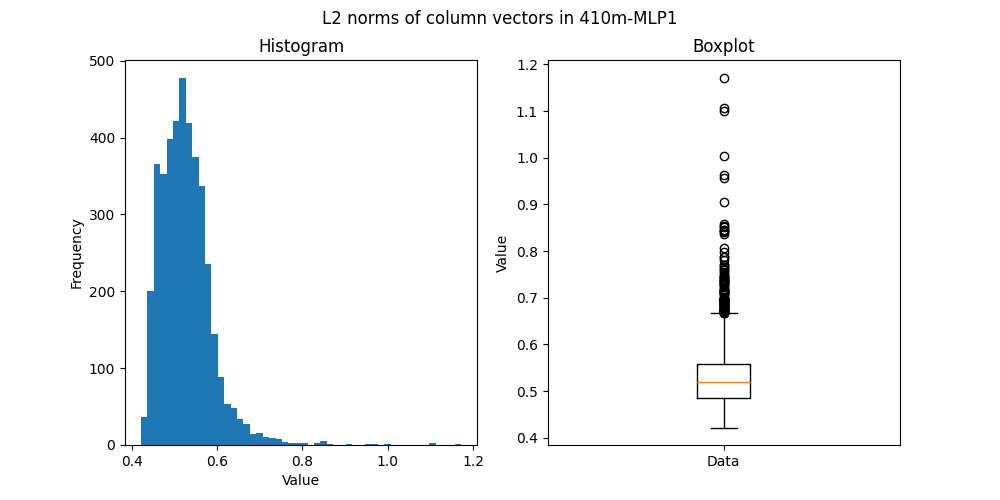 L2 norms of column vectors in 410m-MLP1
Histogram
500
400
300
200
100
0
Frequency
0.4 0.6 0.8 1.0 1.2
Value
Boxplot
1.2
1.1
1.0
0.9
0.8
0.7
0.6
0.5
0.4
Value
Data